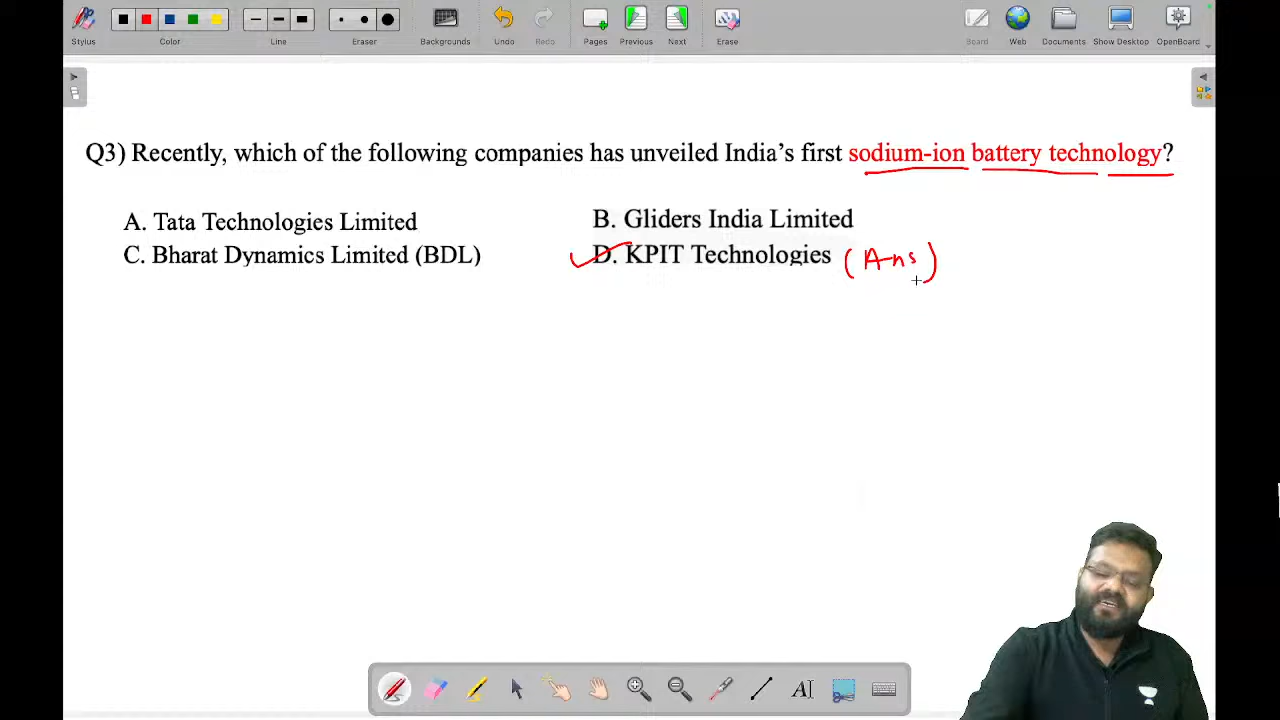 Stylus Color Line Eraser Backgrounds Undo Redo Pages Previous Next Erase Board Web Documents Show Desktop OpenBoard
Q3) Recently, which of the following companies has unveiled India's first sodium-ion battery technology?
A. Tata Technologies Limited B. Gliders India Limited
C. Bharat Dynamics Limited (BDL) D. KPIT Technologies (Ans)